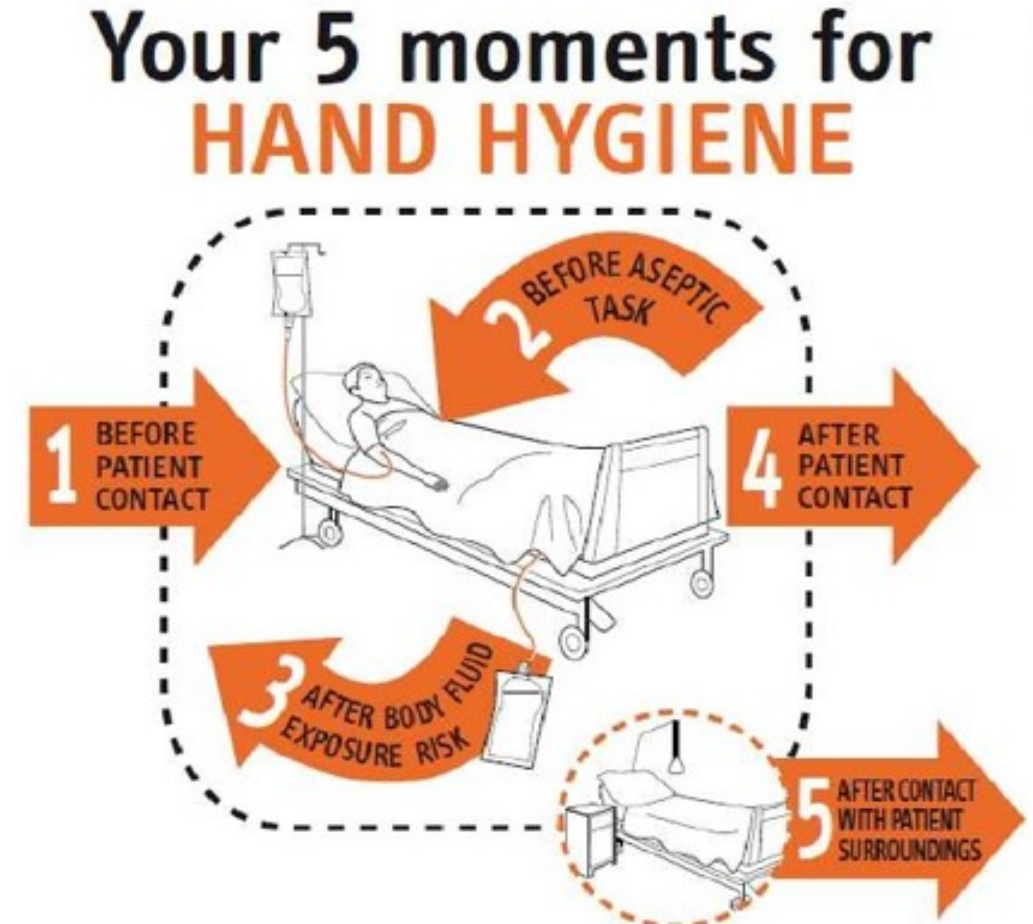 Your 5 moments for
HAND HYGIENE
1
BEFORE
PATIENT
CONTACT
2
BEFORE ASEPTIC
TASK
3
AFTER BODY FLUID
EXPOSURE RISK
4
AFTER
PATIENT
CONTACT
5
AFTER CONTACT
WITH PATIENT
SURROUNDINGS